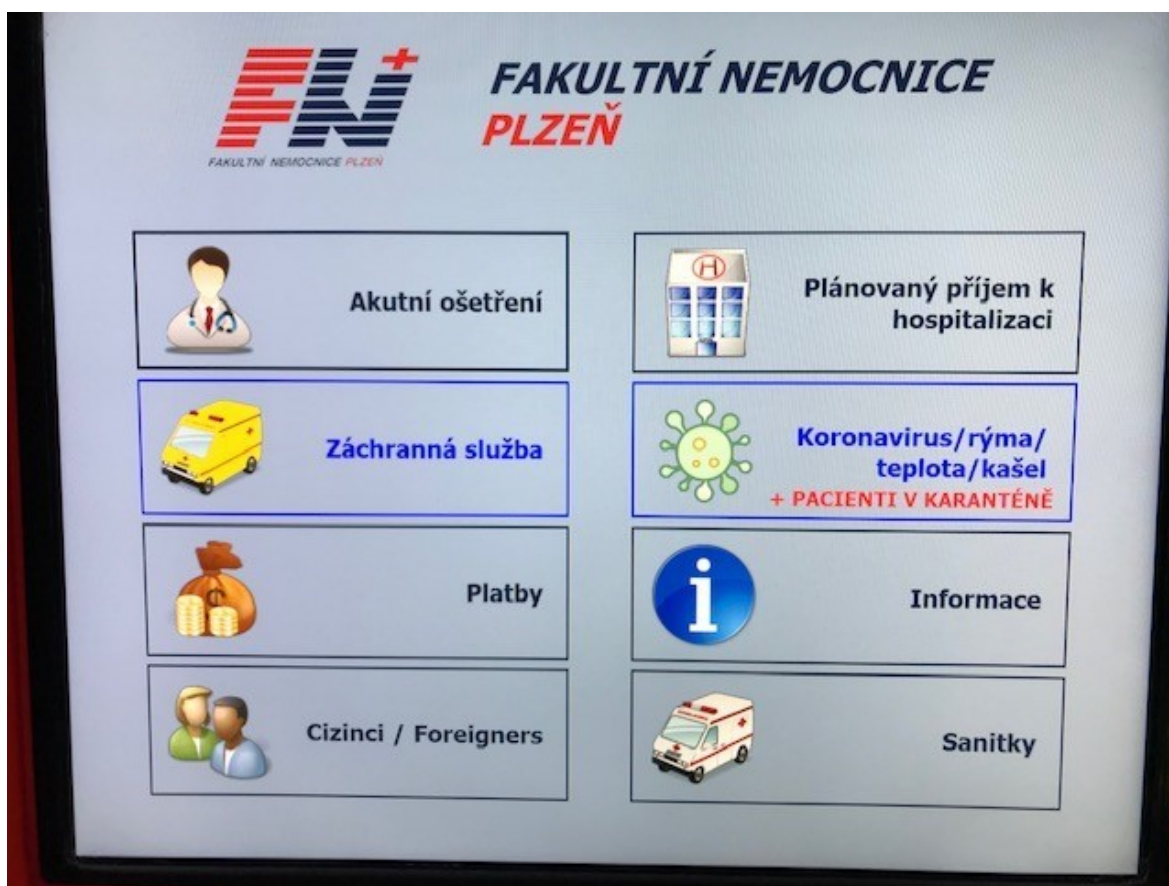 FN+
FAKULTNÍ NEMOCNICE PLZEŇ
FAKULTNÍ NEMOCNICE
PLZEŇ
Akutní ošetření
Plánovaný příjem k
hospitalizaci
H
Záchranná služba
Koronavirus/rýma/
teplota/kašel
+ PACIENTI V KARANTÉNĚ
Platby
Informace
i
Cizinci / Foreigners
Sanitky